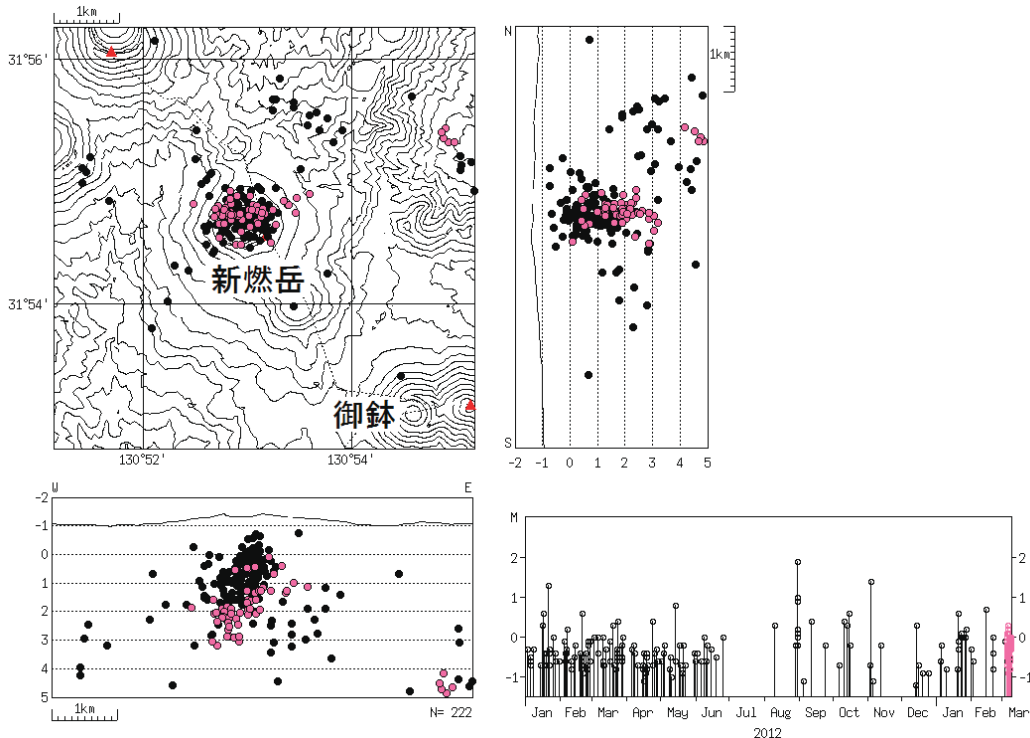 1km
31°56'
31°54'
新燃岳
御鉢
130°52'
130°54'
N
1km
S
-2 -1 0 1 2 3 4 5
W E
-2
-1
0
1
2
3
4
5
1km
N= 222
M
2 2
1 1
0 0
-1 -1
Jan Feb Mar Apr May Jun Jul Aug Sep Oct Nov Dec Jan Feb Mar
2012